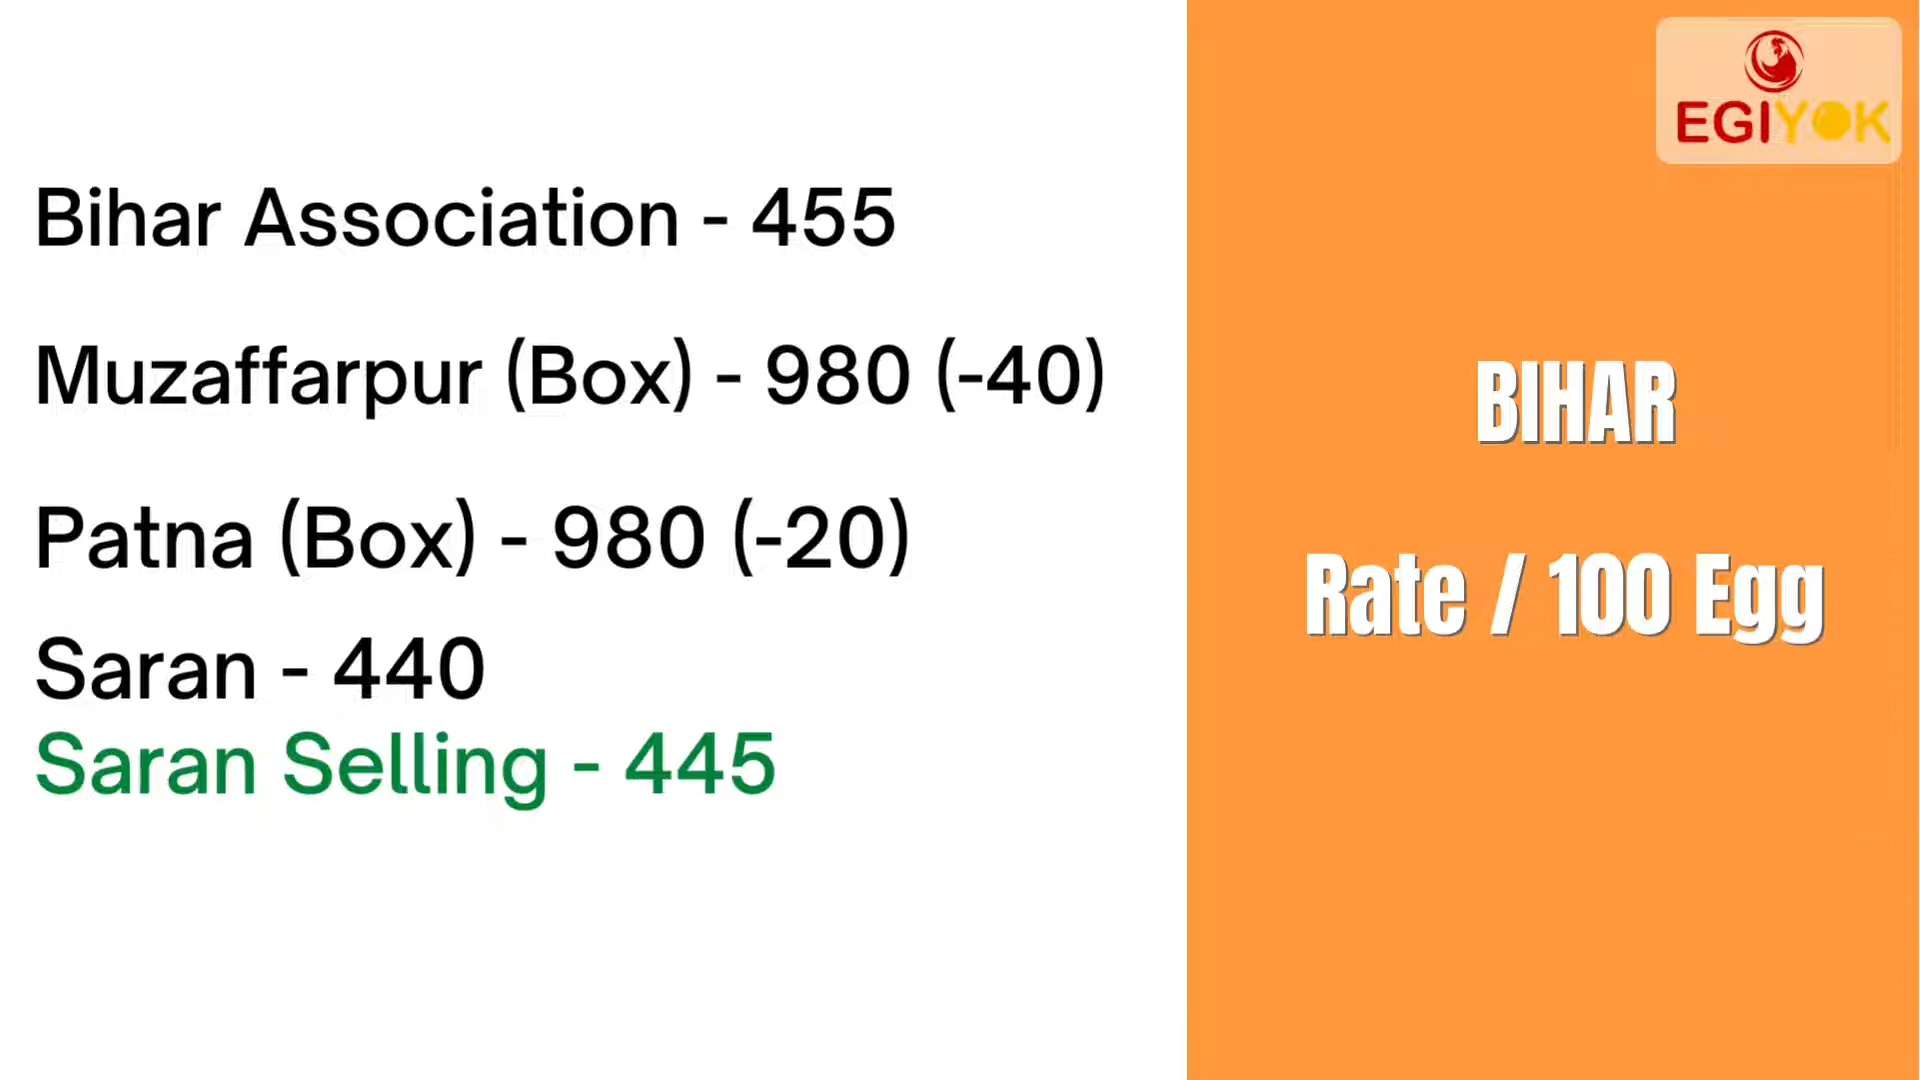 Bihar Association - 455
Muzaffarpur (Box) - 980 (-40)
Patna (Box) - 980 (-20)
Saran - 440
Saran Selling - 445
EGIYOK
BIHAR
Rate / 100 Egg